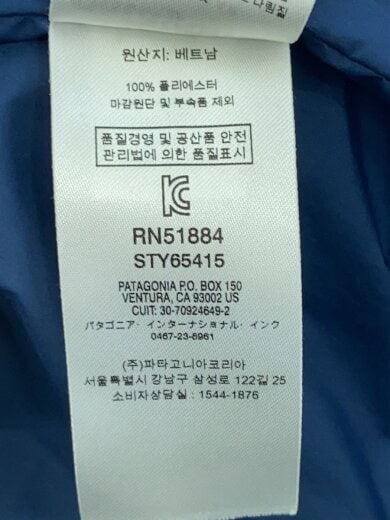 나림질
원산지: 베트남
100% 폴리에스터
마감원단 및 부속품 제외
품질경영 및 공산품 안전
관리법에 의한 품질표시
RN51884
STY65415
PATAGONIA P.O. BOX 150
VENTURA, CA 93002 US
CUIT: 30-70924649-2
パタゴニア・インターナショナル・インク
0467-23-8961
(주)파타고니아코리아
서울특별시 강남구 삼성로 122길 25
소비자상담실 : 1544-1876